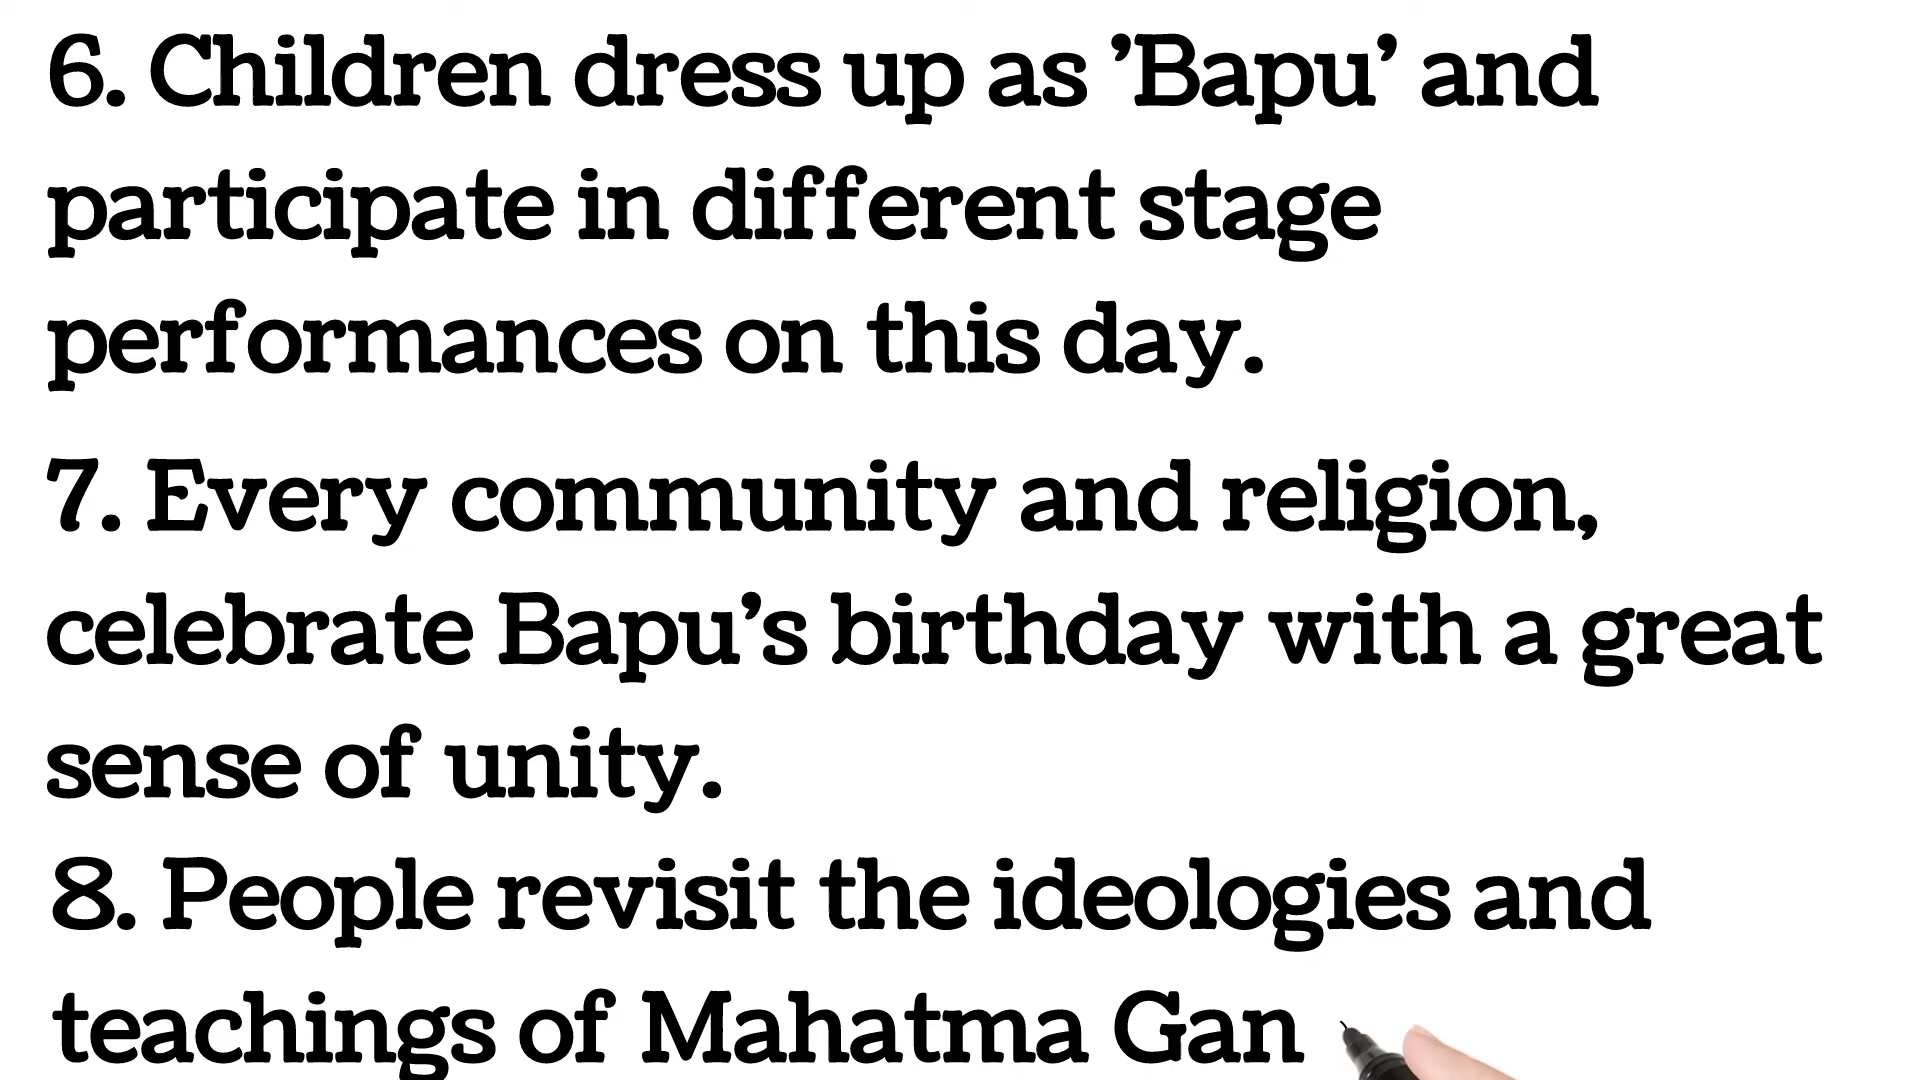 6. Children dress up as ’Bapu’ and
participate in different stage
performances on this day.
7. Every community and religion,
celebrate Bapu’s birthday with a great
sense of unity.
8. People revisit the ideologies and
teachings of Mahatma Gan